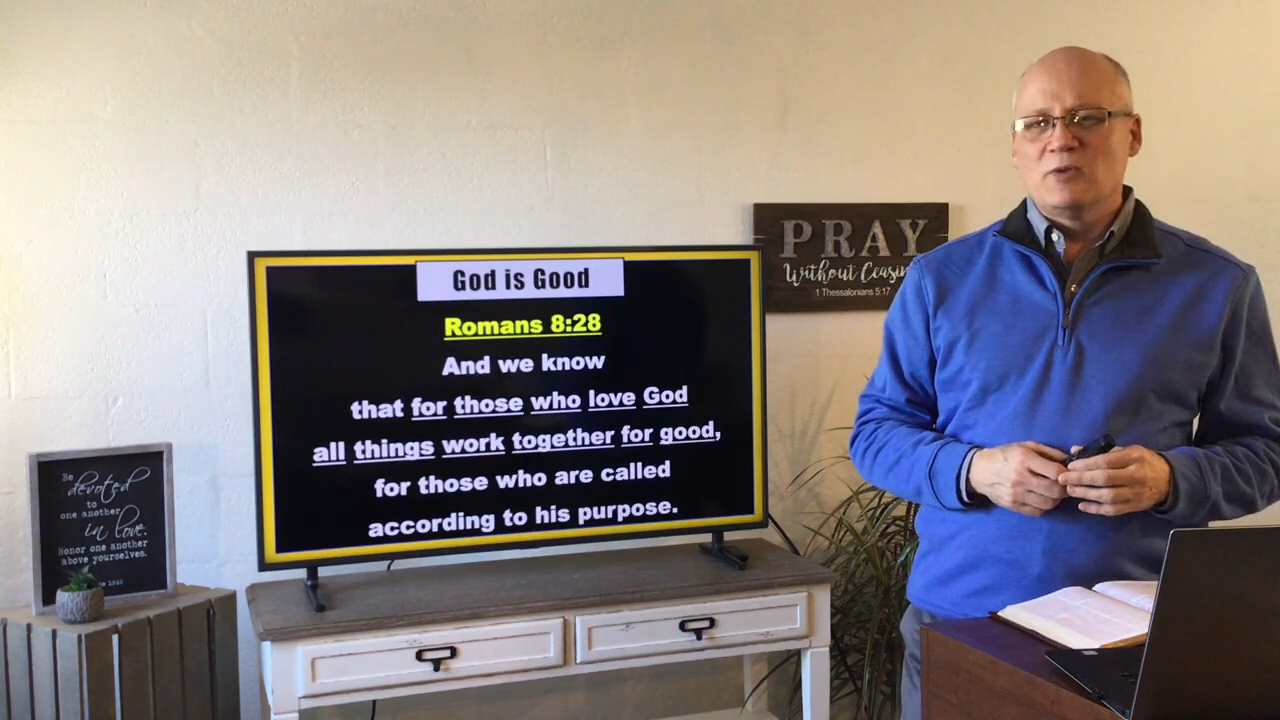 God is Good
Romans 8:28
And we know
that for those who love God
all things work together for good,
for those who are called
according to his purpose.
PRAY
Without
1 Thessalonians 5:17
Be
devoted
to
one another
in love.
Honor one another
above yourselves.